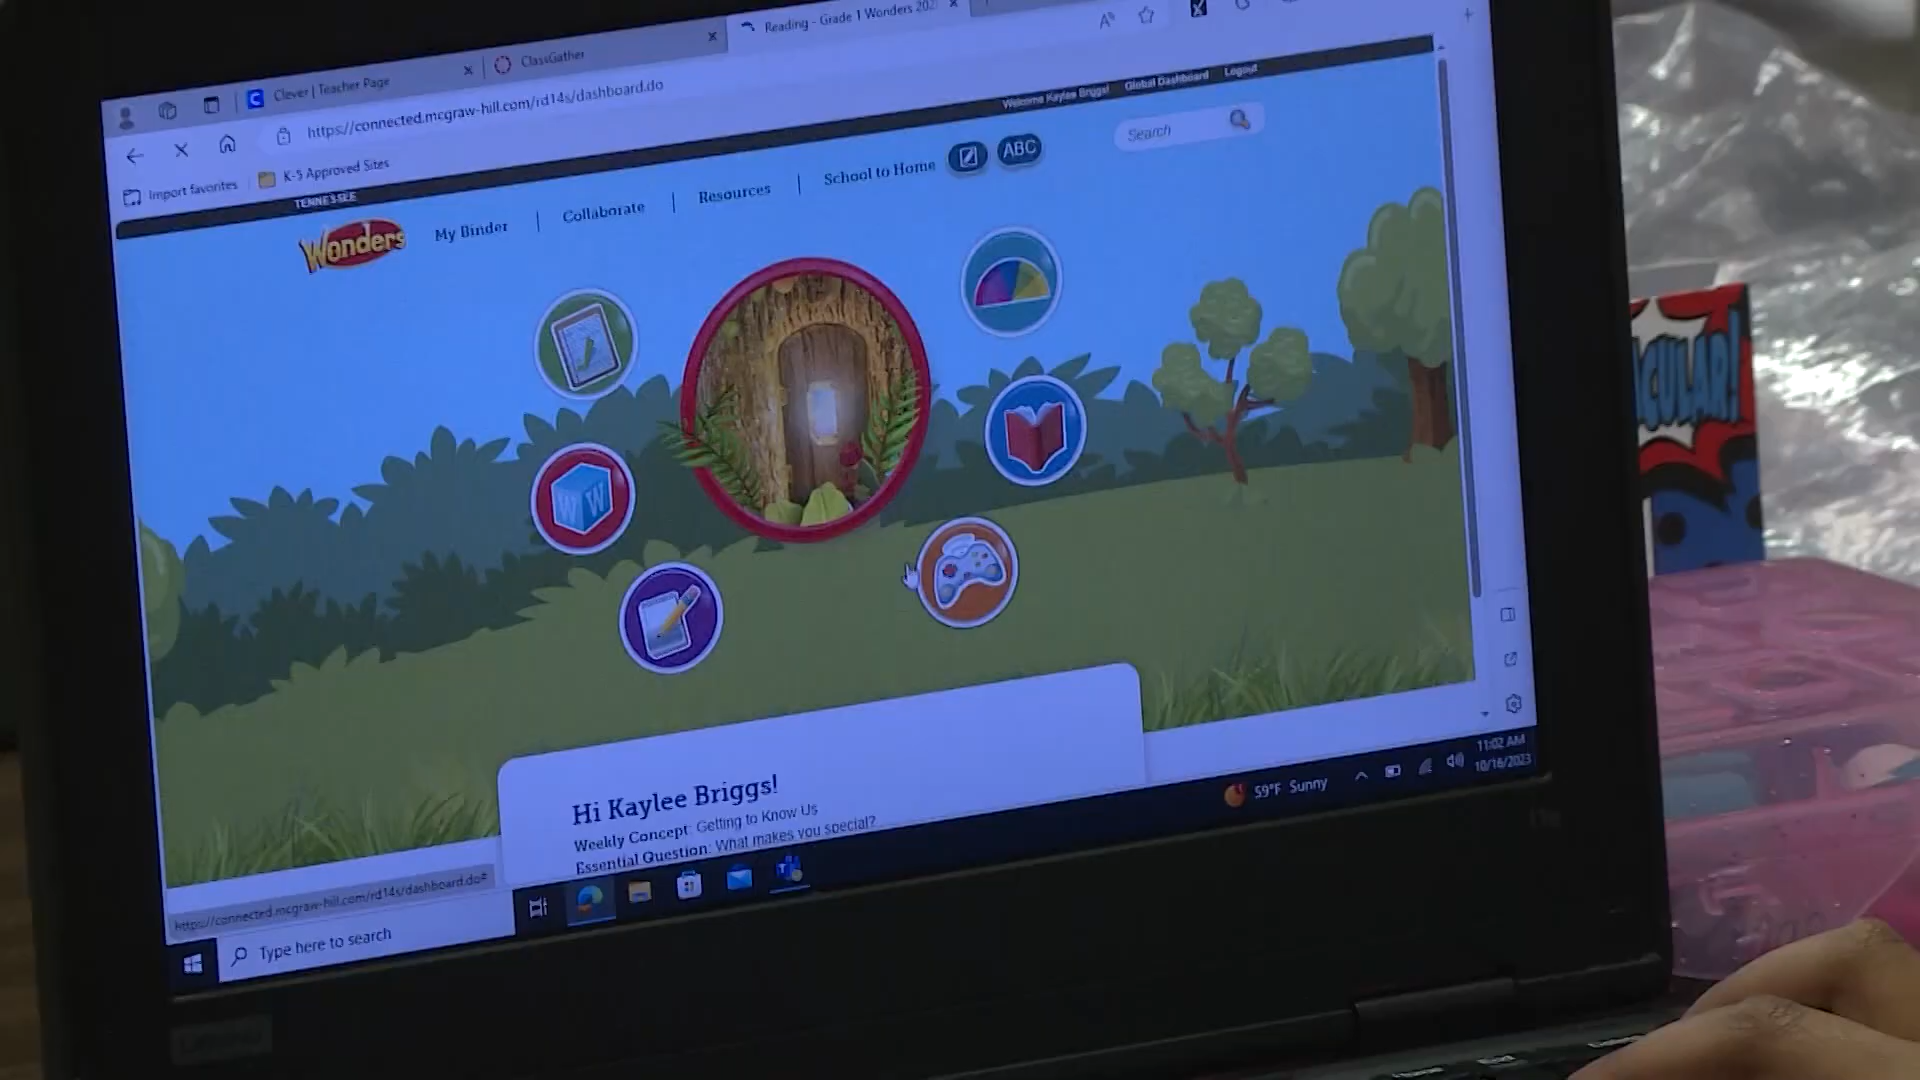 Clever | Teacher Page
ClassGather
Reading - Grade 1 Wonders 202
https://connected.mcgraw-hill.com/rd14s/dashboard.do
Import favorites
K-5 Approved Sites
Welcome Kaylee Briggs!
Global Dashboard
Logout
TENNESSEE
Wonders
My Binder
Collaborate
Resources
School to Home
ABC
Search
W W
CULAR!
Hi Kaylee Briggs!
Weekly Concept: Getting to Know Us
Essential Question: What makes you special?
https://connected.mcgraw-hill.com/rd14s/dashboard.do#
Type here to search
59°F Sunny
11:02 AM
10/16/2023
Lenovo